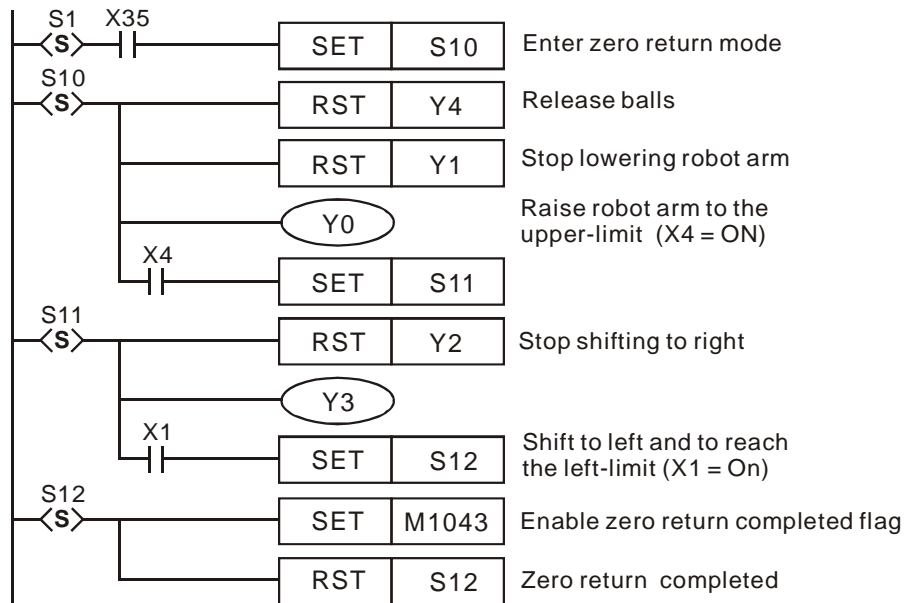 S1 X35
S SET S10 Enter zero return mode
S10
S RST Y4 Release balls
RST Y1 Stop lowering robot arm
Y0 Raise robot arm to the
upper-limit (X4 = ON)
X4
SET S11
S11
S RST Y2 Stop shifting to right
Y3
X1
SET S12 Shift to left and to reach
the left-limit (X1 = On)
S12
S SET M1043 Enable zero return completed flag
RST S12 Zero return completed